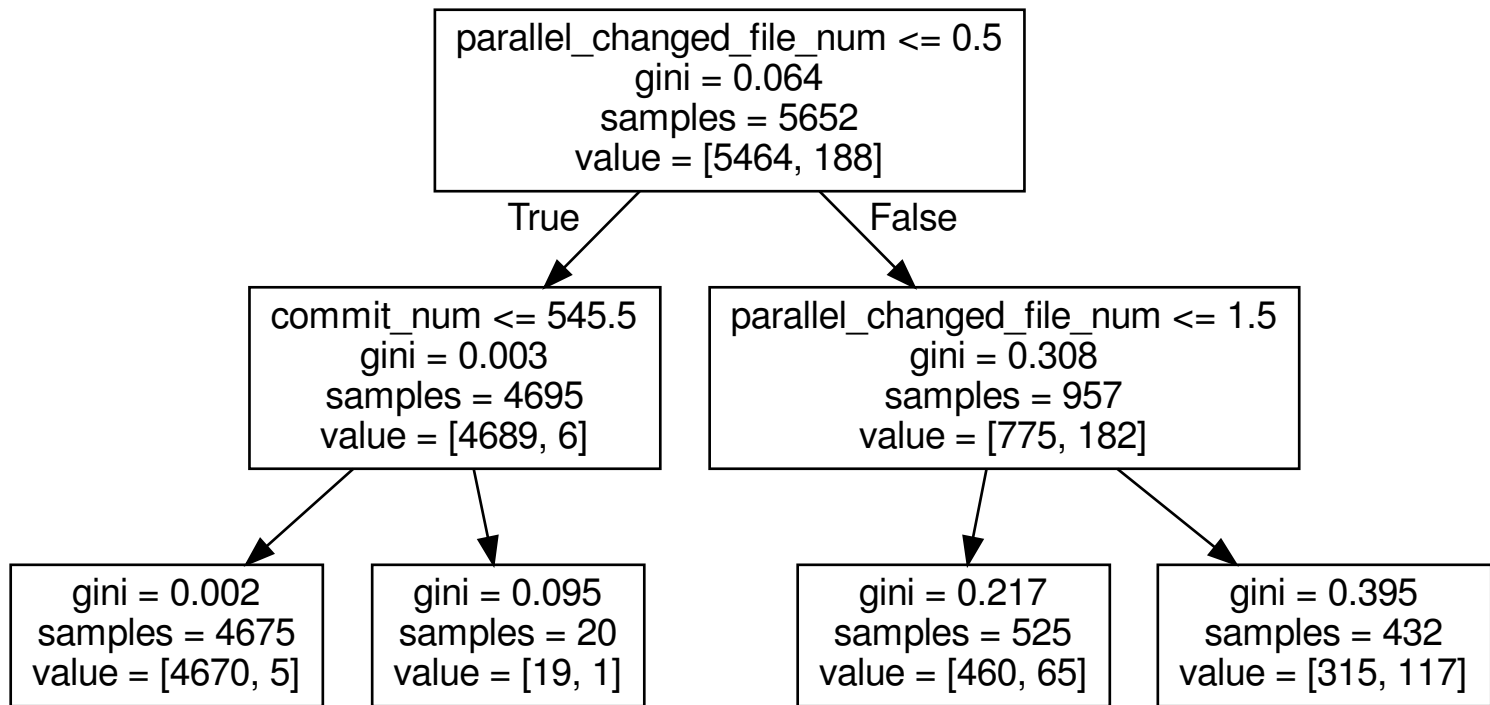 parallel_changed_file_num <= 0.5
gini = 0.064
samples = 5652
value = [5464, 188]
True
False
commit_num <= 545.5
gini = 0.003
samples = 4695
value = [4689, 6]
parallel_changed_file_num <= 1.5
gini = 0.308
samples = 957
value = [775, 182]
gini = 0.002
samples = 4675
value = [4670, 5]
gini = 0.095
samples = 20
value = [19, 1]
gini = 0.217
samples = 525
value = [460, 65]
gini = 0.395
samples = 432
value = [315, 117]